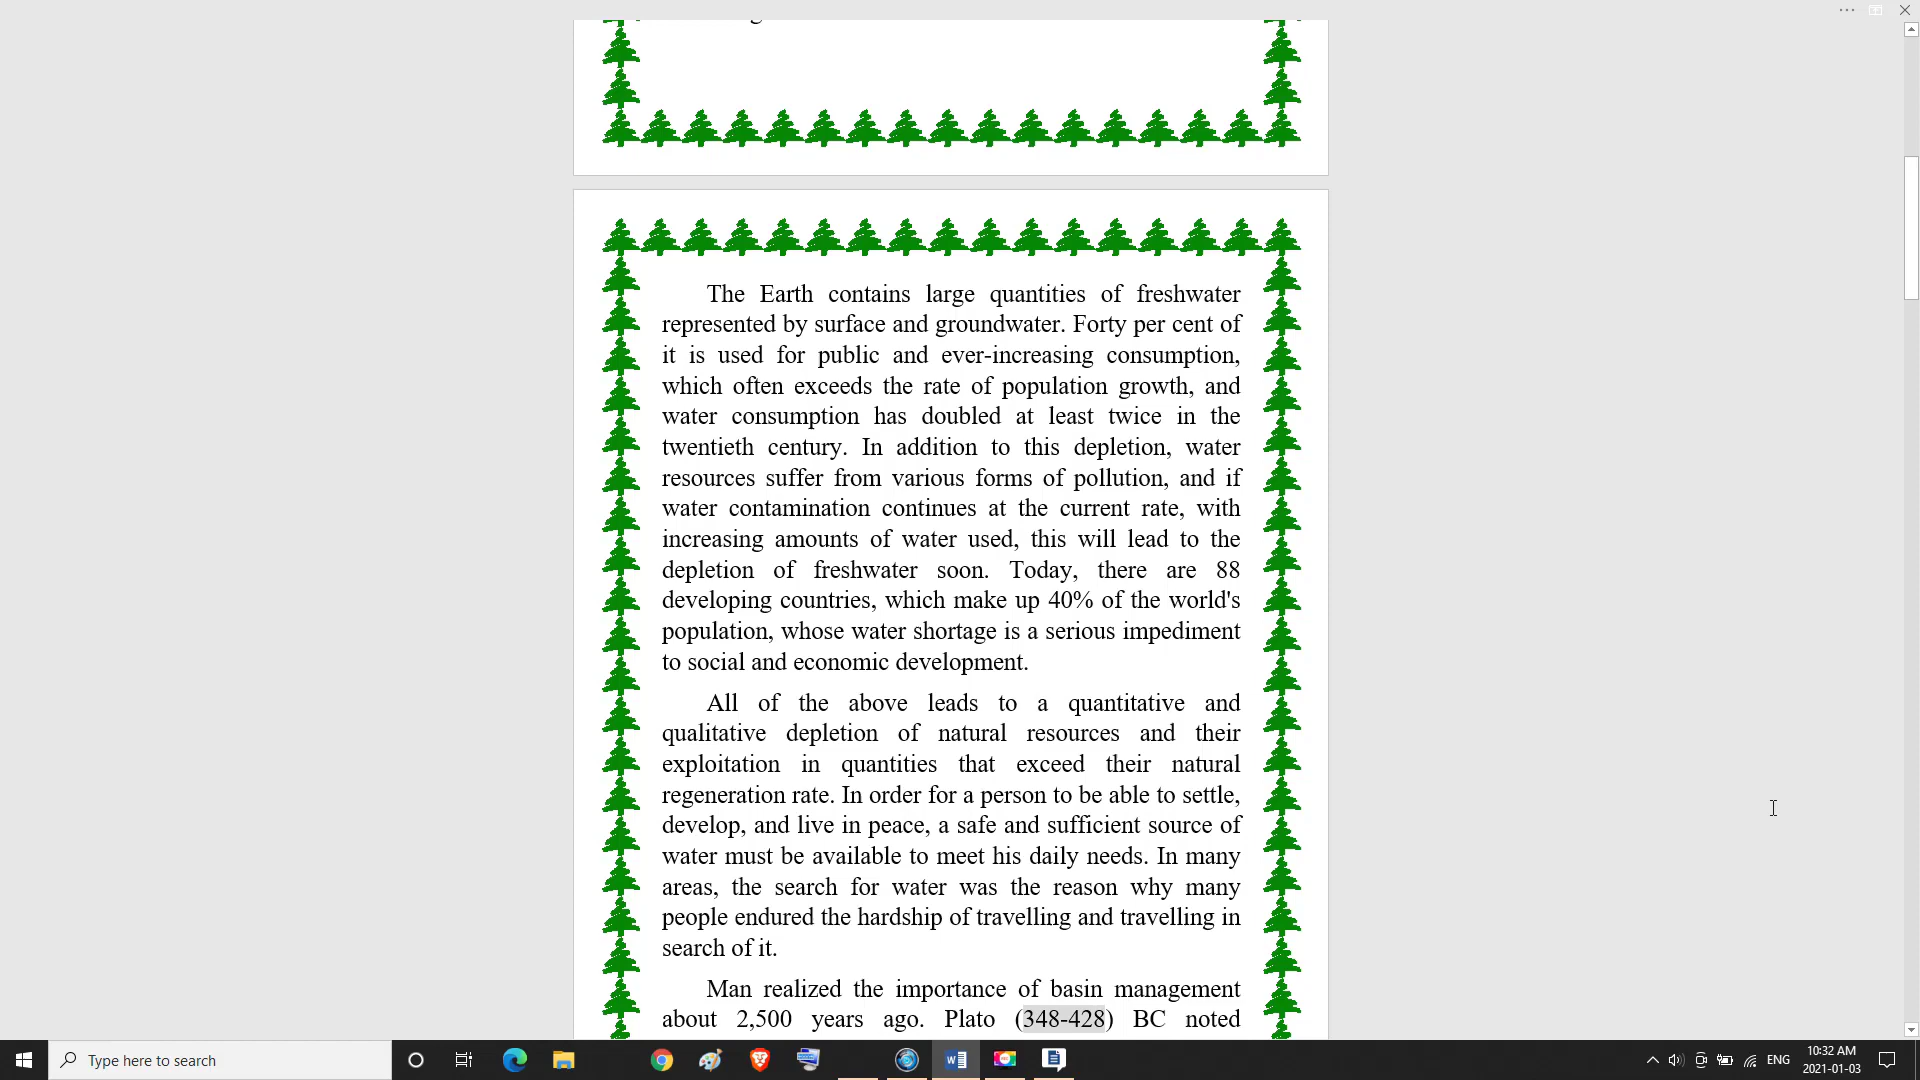 The Earth contains large quantities of freshwater
represented by surface and groundwater. Forty per cent of
it is used for public and ever-increasing consumption,
which often exceeds the rate of population growth, and
water consumption has doubled at least twice in the
twentieth century. In addition to this depletion, water
resources suffer from various forms of pollution, and if
water contamination continues at the current rate, with
increasing amounts of water used, this will lead to the
depletion of freshwater soon. Today, there are 88
developing countries, which make up 40% of the world's
population, whose water shortage is a serious impediment
to social and economic development.
All of the above leads to a quantitative and
qualitative depletion of natural resources and their
exploitation in quantities that exceed their natural
regeneration rate. In order for a person to be able to settle,
develop, and live in peace, a safe and sufficient source of
water must be available to meet his daily needs. In many
areas, the search for water was the reason why many
people endured the hardship of travelling and travelling in
search of it.
Man realized the importance of basin management
about 2,500 years ago. Plato (348-428) BC noted
Type here to search
ENG
10:32 AM
2021-01-03